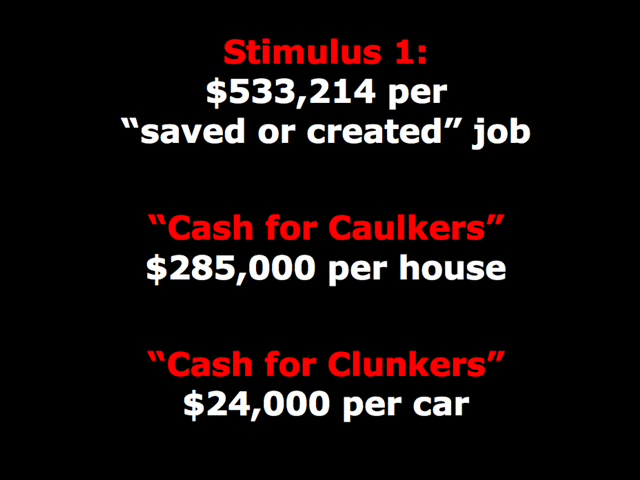 Stimulus 1:
$533,214 per
“saved or created” job
“Cash for Caulkers”
$285,000 per house
“Cash for Clunkers”
$24,000 per car